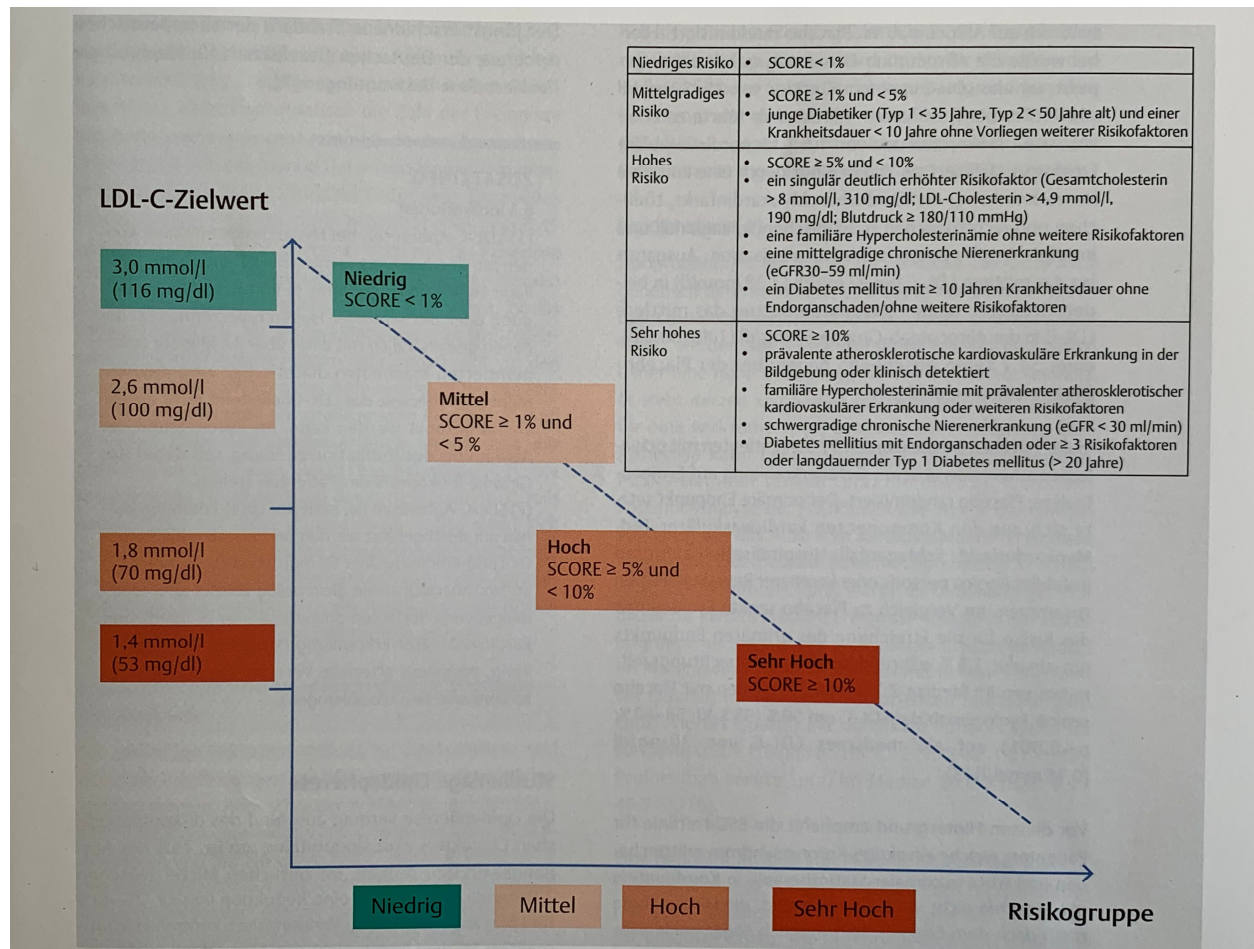 Niedriges Risiko • SCORE < 1%
Mittelgradiges • SCORE ≥ 1% und < 5%
Risiko • junge Diabetiker (Typ 1 < 35 Jahre, Typ 2 < 50 Jahre alt) und einer
Krankheitsdauer < 10 Jahre ohne Vorliegen weiterer Risikofaktoren
Hohes • SCORE ≥ 5% und < 10%
Risiko • ein singulär deutlich erhöhter Risikofaktor (Gesamtcholesterin
> 8 mmol/l, 310 mg/dl; LDL-Cholesterin > 4,9 mmol/l,
190 mg/dl; Blutdruck ≥ 180/110 mmHg)
• eine familiäre Hypercholesterinämie ohne weitere Risikofaktoren
• eine mittelgradige chronische Nierenerkrankung
(eGFR30–59 ml/min)
• ein Diabetes mellitus mit ≥ 10 Jahren Krankheitsdauer ohne
Endorganschaden/ohne weitere Risikofaktoren
Sehr hohes • SCORE ≥ 10%
Risiko • prävalente atherosklerotische kardiovaskuläre Erkrankung in der
Bildgebung oder klinisch detektiert
• familiäre Hypercholesterinämie mit prävalenter atherosklerotischer
kardiovaskulärer Erkrankung oder weiteren Risikofaktoren
• schwergradige chronische Nierenerkrankung (eGFR < 30 ml/min)
• Diabetes mellitius mit Endorganschaden oder ≥ 3 Risikofaktoren
oder langdauernder Typ 1 Diabetes mellitus (> 20 Jahre)
LDL-C-Zielwert
3,0 mmol/l
(116 mg/dl)
Niedrig
SCORE < 1%
2,6 mmol/l
(100 mg/dl)
Mittel
SCORE ≥ 1% und
< 5 %
1,8 mmol/l
(70 mg/dl)
Hoch
SCORE ≥ 5% und
< 10%
1,4 mmol/l
(53 mg/dl)
Sehr Hoch
SCORE ≥ 10%
Niedrig Mittel Hoch Sehr Hoch
Risikogruppe